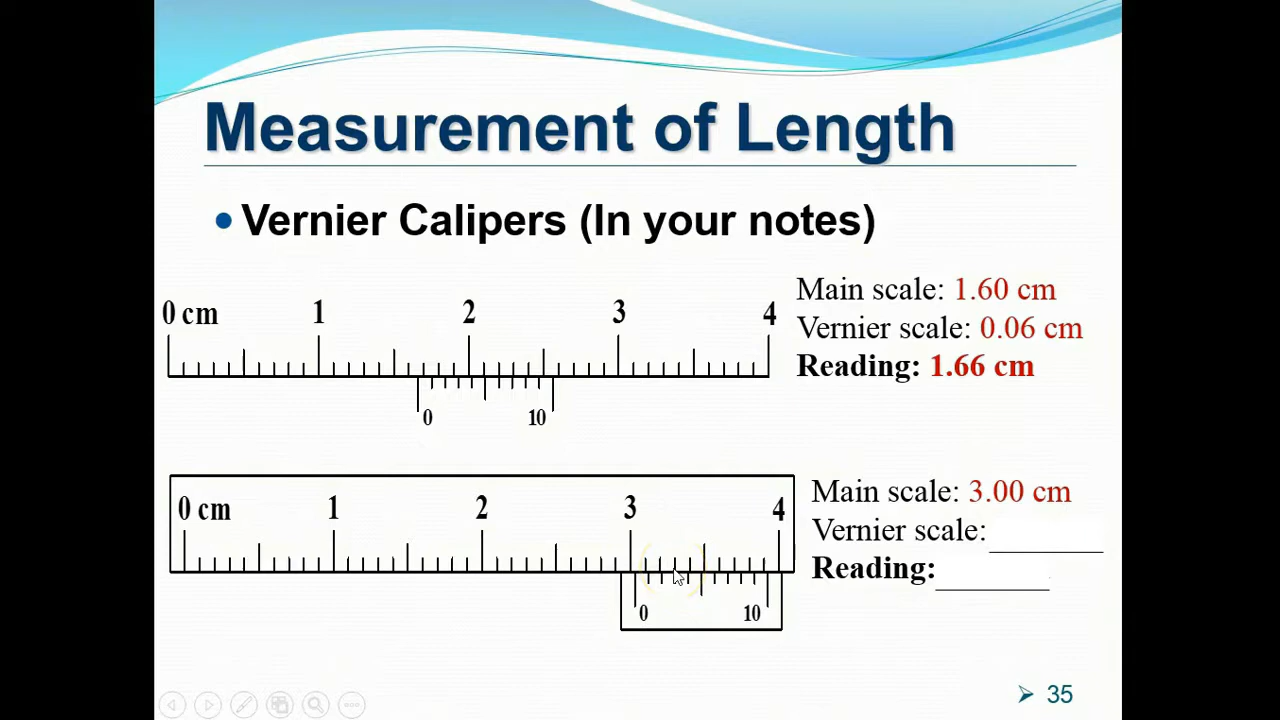 Measurement of Length
• Vernier Calipers (In your notes)
0 cm 1 2 3 4
0 10
Main scale: 1.60 cm
Vernier scale: 0.06 cm
Reading: 1.66 cm
0 cm 1 2 3 4
0 10
Main scale: 3.00 cm
Vernier scale:
Reading:
➢ 35